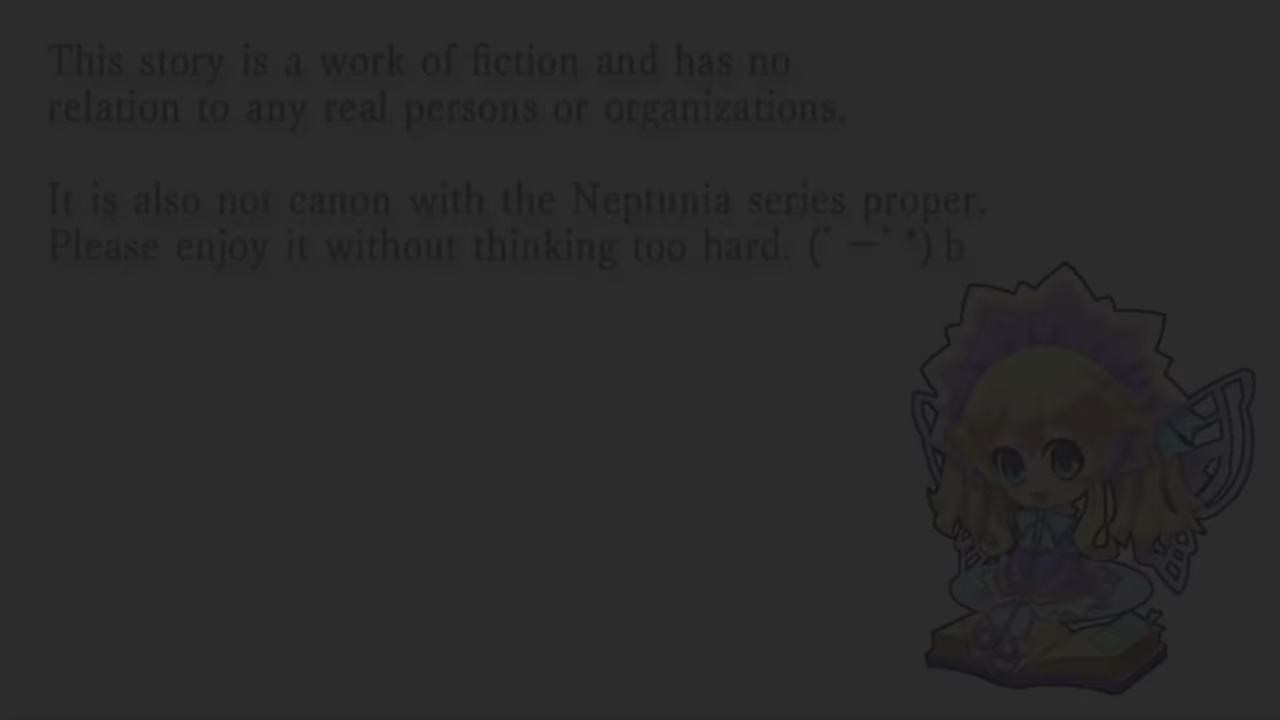 This story is a work of fiction and has no
relation to any real persons or organizations.
It is also not canon with the Neptunia series proper.
Please enjoy it without thinking too hard. (ﾟ ーﾟ *) b